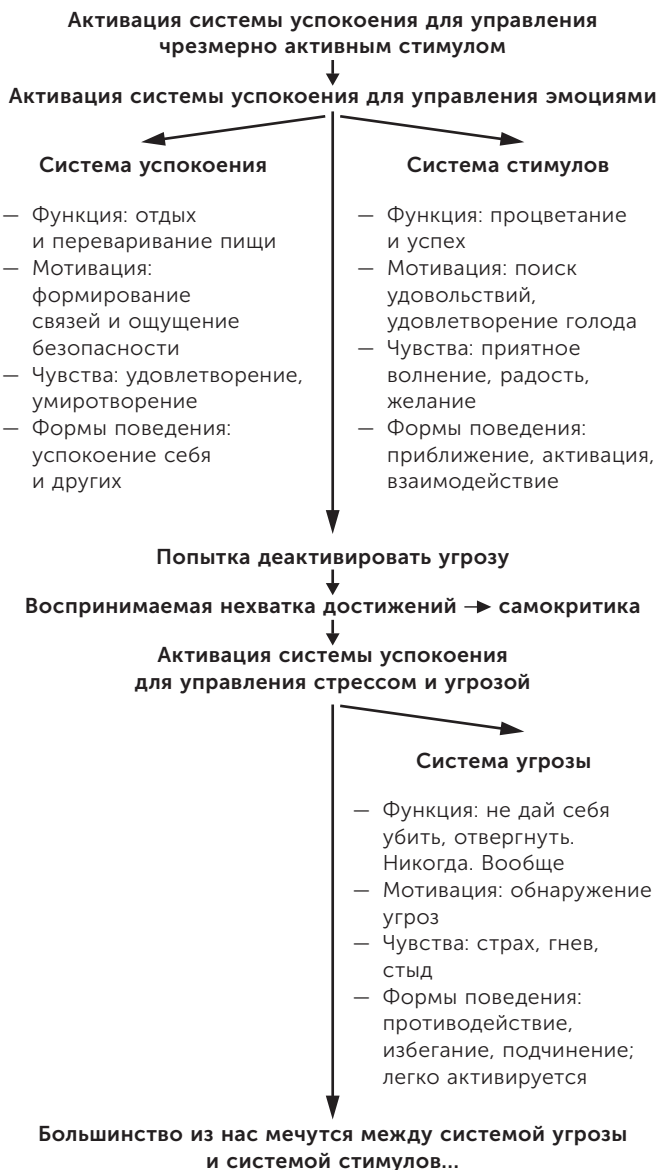 Активация системы успокоения для управления
чрезмерно активным стимулом
Активация системы успокоения для управления эмоциями
Система успокоения
— Функция: отдых
и переваривание пищи
— Мотивация:
формирование
связей и ощущение
безопасности
— Чувства: удовлетворение,
умиротворение
— Формы поведения:
успокоение себя
и других
Система стимулов
— Функция: процветание
и успех
— Мотивация: поиск
удовольствий,
удовлетворение голода
— Чувства: приятное
волнение, радость,
желание
— Формы поведения:
приближение, активация,
взаимодействие
Попытка деактивировать угрозу
Воспринимаемая нехватка достижений → самокритика
Активация системы успокоения
для управления стрессом и угрозой
Система угрозы
— Функция: не дай себя
убить, отвергнуть.
Никогда. Вообще
— Мотивация: обнаружение
угроз
— Чувства: страх, гнев,
стыд
— Формы поведения:
противодействие,
избегание, подчинение;
легко активируется
Большинство из нас мечутся между системой угрозы
и системой стимулов...